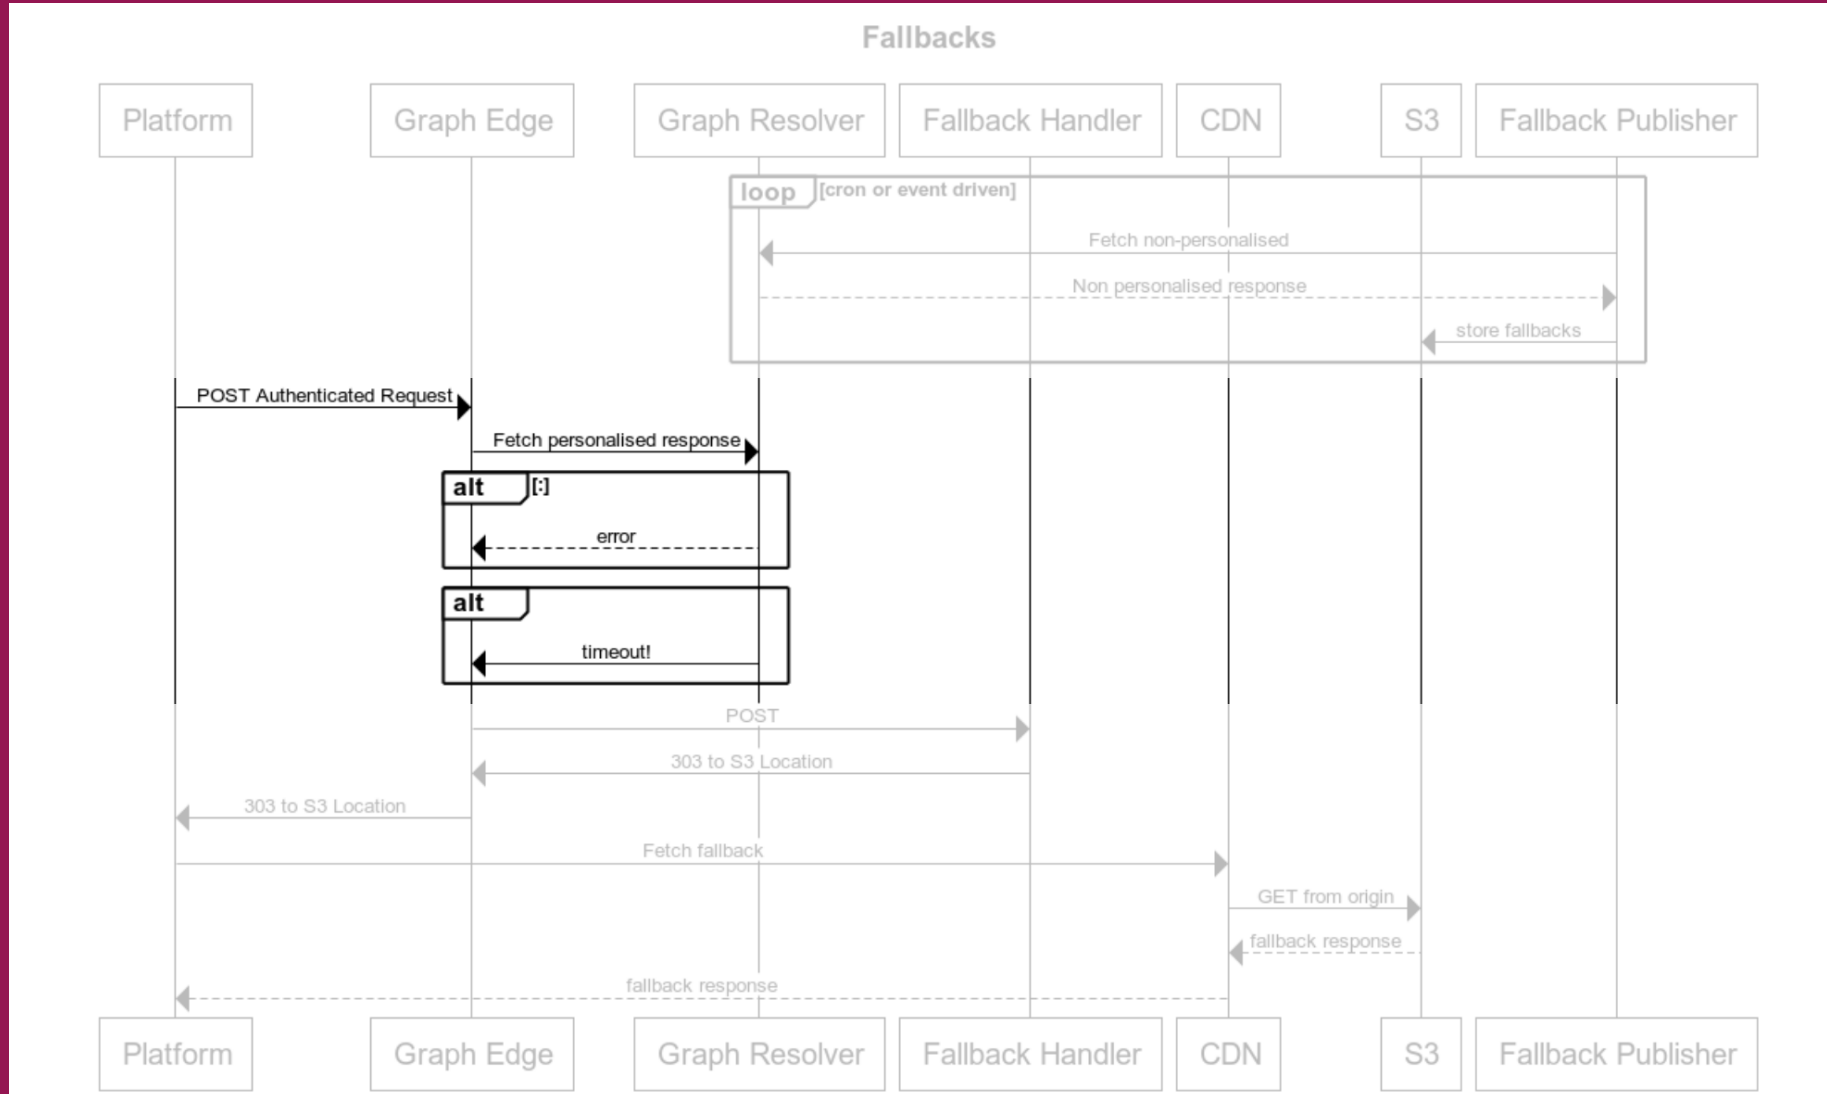 Fallbacks
Platform
Graph Edge
Graph Resolver
Fallback Handler
CDN
S3
Fallback Publisher
loop [cron or event driven]
Fetch non-personalised
Non personalised response
store fallbacks
POST Authenticated Request
Fetch personalised response
alt [:]
error
alt
timeout!
POST
303 to S3 Location
303 to S3 Location
Fetch fallback
GET from origin
fallback response
fallback response
Platform
Graph Edge
Graph Resolver
Fallback Handler
CDN
S3
Fallback Publisher